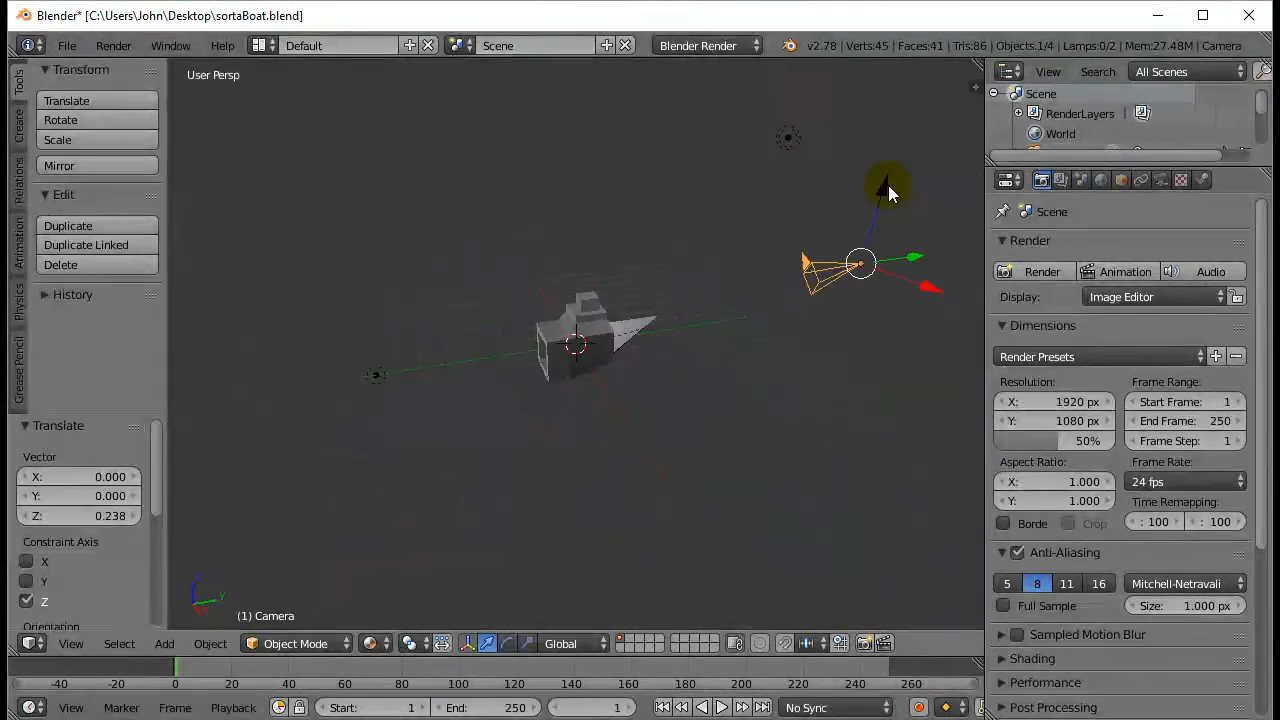 Blender* [C:\Users\John\Desktop\sortaBoat.blend]
File Render Window Help Default Scene Blender Render v2.78 | Verts:45 | Faces:41 | Tris:86 | Objects:1/4 | Lamps:0/2 | Mem:27.48M | Camera
Tools
Create
Relations
Animation
Physics
Grease Pencil
Transform
Translate
Rotate
Scale
Mirror
Edit
Duplicate
Duplicate Linked
Delete
History
Translate
Vector
X: 0.000
Y: 0.000
Z: 0.238
Constraint Axis
X
Y
Z
Orientation
User Persp
(1) Camera
View Select Add Object Object Mode Global
-40 -20 0 20 40 60 80 100 120 140 160 180 200 220 240 260
View Marker Frame Playback Start: 1 End: 250 1 No Sync
View Search All Scenes
Scene
RenderLayers |
World
Scene
Render
Render Animation Audio
Display: Image Editor
Dimensions
Render Presets
Resolution: Frame Range:
X: 1920 px Start Frame: 1
Y: 1080 px End Frame: 250
50% Frame Step: 1
Aspect Ratio: Frame Rate:
X: 1.000 24 fps
Y: 1.000 Time Remapping:
Borde Crop : 100 : 100
Anti-Aliasing
5 8 11 16 Mitchell-Netravali
Full Sample Size: 1.000 px
Sampled Motion Blur
Shading
Performance
Post Processing